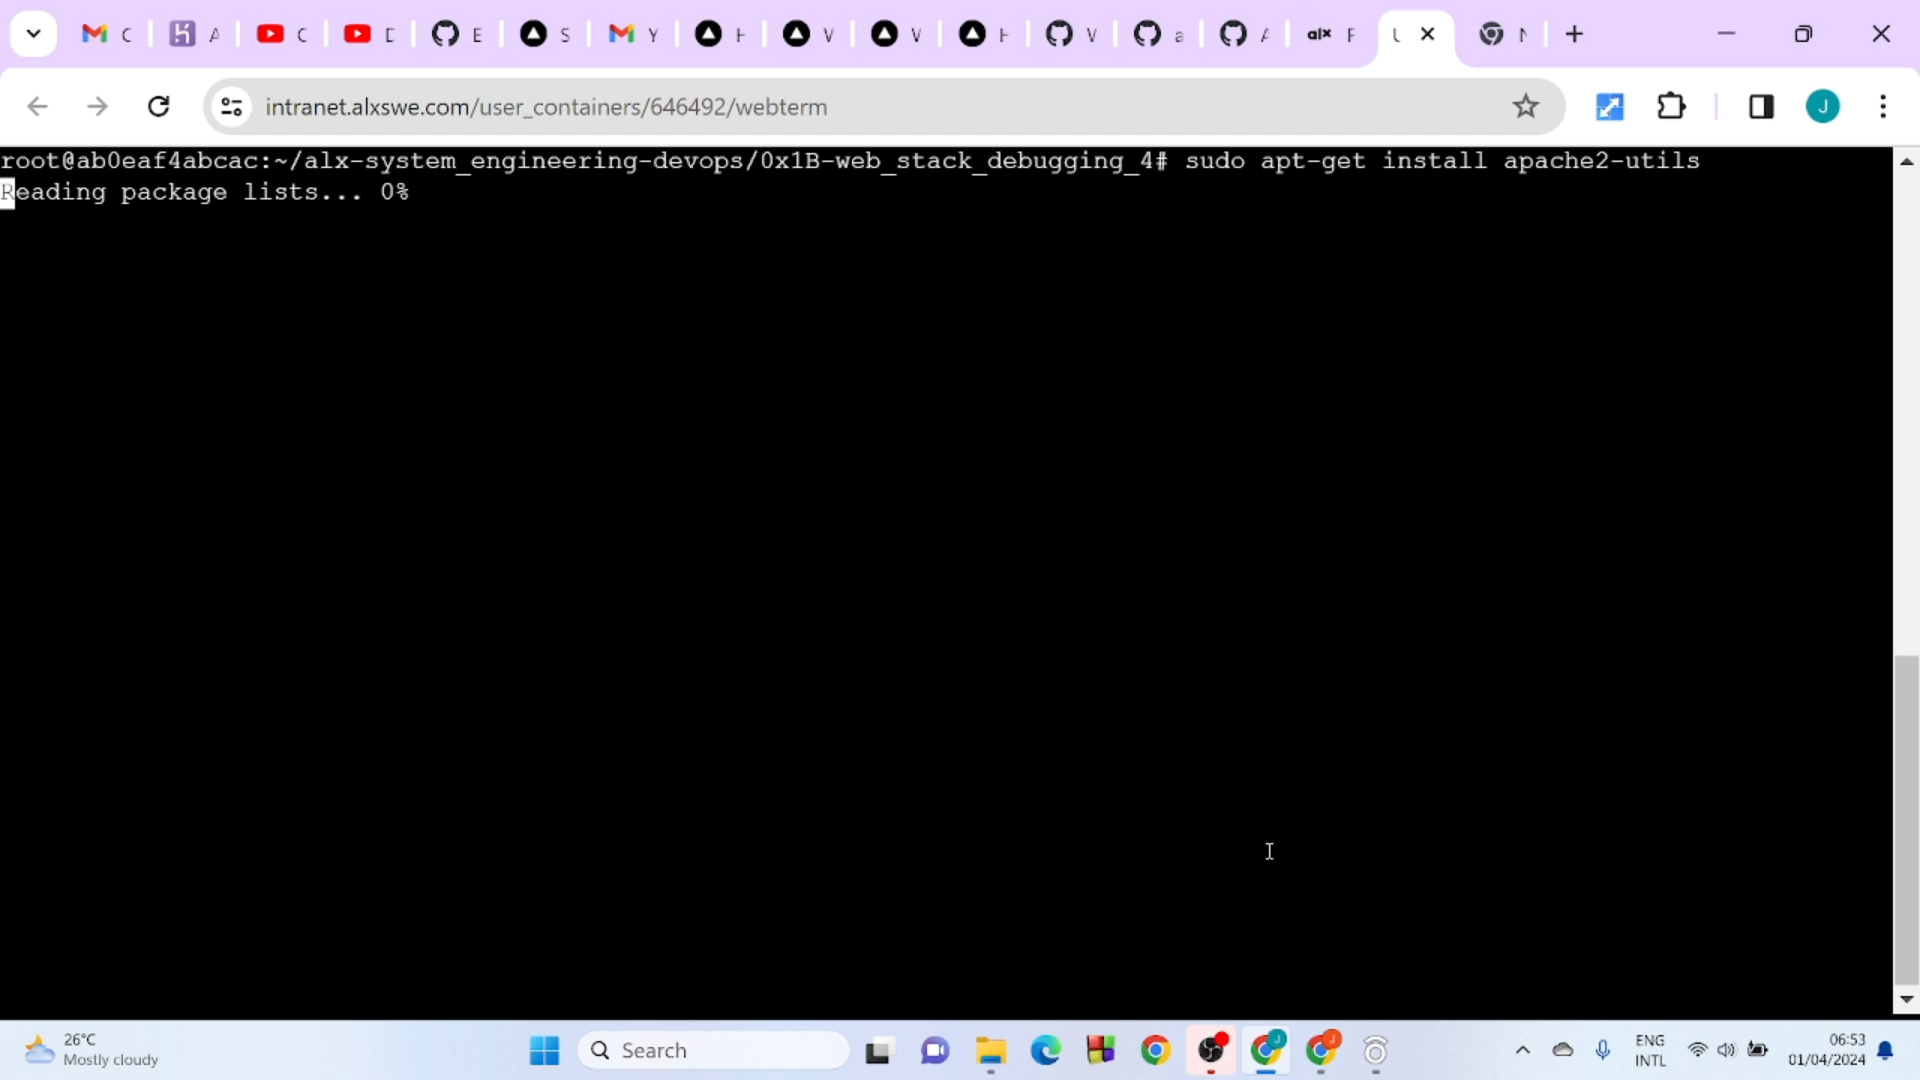 C
A
C
D
E
S
Y
H
V
V
H
V
a
A
alx F
U
N
intranet.alxswe.com/user_containers/646492/webterm
J
root@ab0eaf4abcac:~/alx-system_engineering-devops/0x1B-web_stack_debugging_4# sudo apt-get install apache2-utils
Reading package lists... 0%
26°C
Mostly cloudy
Search
J
J
ENG
INTL
06:53
01/04/2024